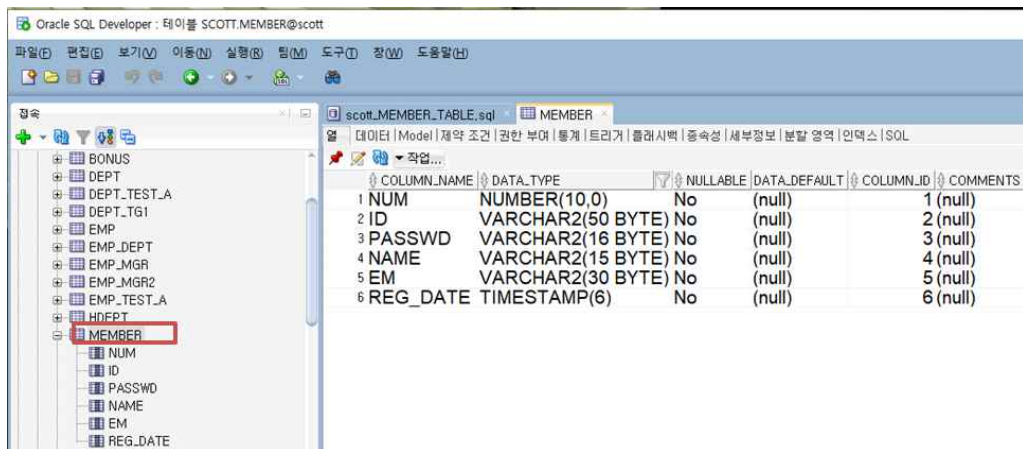 Oracle SQL Developer : 테이블 SCOTT.MEMBER@scott
파일(F) 편집(E) 보기(V) 이동(N) 실행(R) 팀(M) 도구(T) 창(W) 도움말(H)
접속
scott_MEMBER_TABLE.sql MEMBER
열 데이터 | Model | 제약 조건 | 권한 부여 | 통계 | 트리거 | 플래시백 | 종속성 | 세부정보 | 분할 영역 | 인덱스 | SQL
작업...
BONUS
DEPT
DEPT_TEST_A
DEPT_TG1
EMP
EMP_DEPT
EMP_MGR
EMP_MGR2
EMP_TEST_A
HDEPT
MEMBER
NUM
ID
PASSWD
NAME
EM
REG_DATE
COLUMN_NAME DATA_TYPE NULLABLE DATA_DEFAULT COLUMN_ID COMMENTS
1 NUM NUMBER(10,0) No (null) 1 (null)
2 ID VARCHAR2(50 BYTE) No (null) 2 (null)
3 PASSWD VARCHAR2(16 BYTE) No (null) 3 (null)
4 NAME VARCHAR2(15 BYTE) No (null) 4 (null)
5 EM VARCHAR2(30 BYTE) No (null) 5 (null)
6 REG_DATE TIMESTAMP(6) No (null) 6 (null)